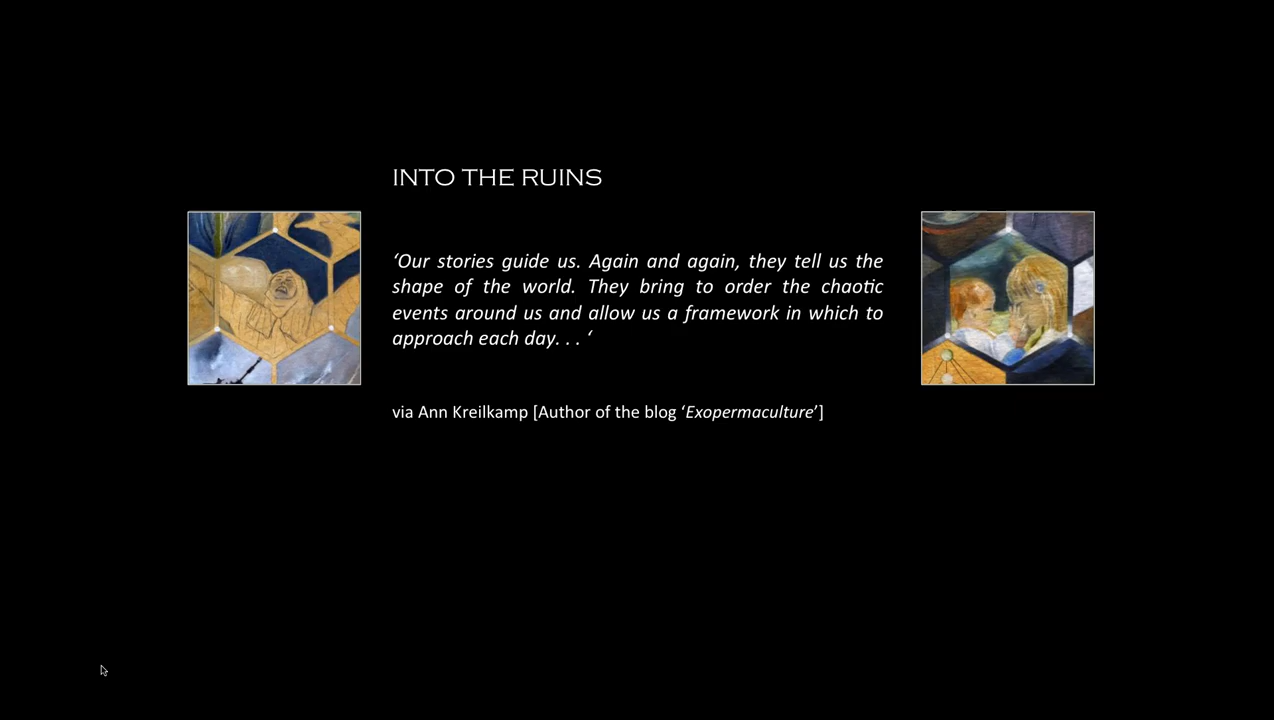 INTO THE RUINS
‘Our stories guide us. Again and again, they tell us the
shape of the world. They bring to order the chaotic
events around us and allow us a framework in which to
approach each day. . . ‘
via Ann Kreilkamp [Author of the blog ‘Exopermaculture’]